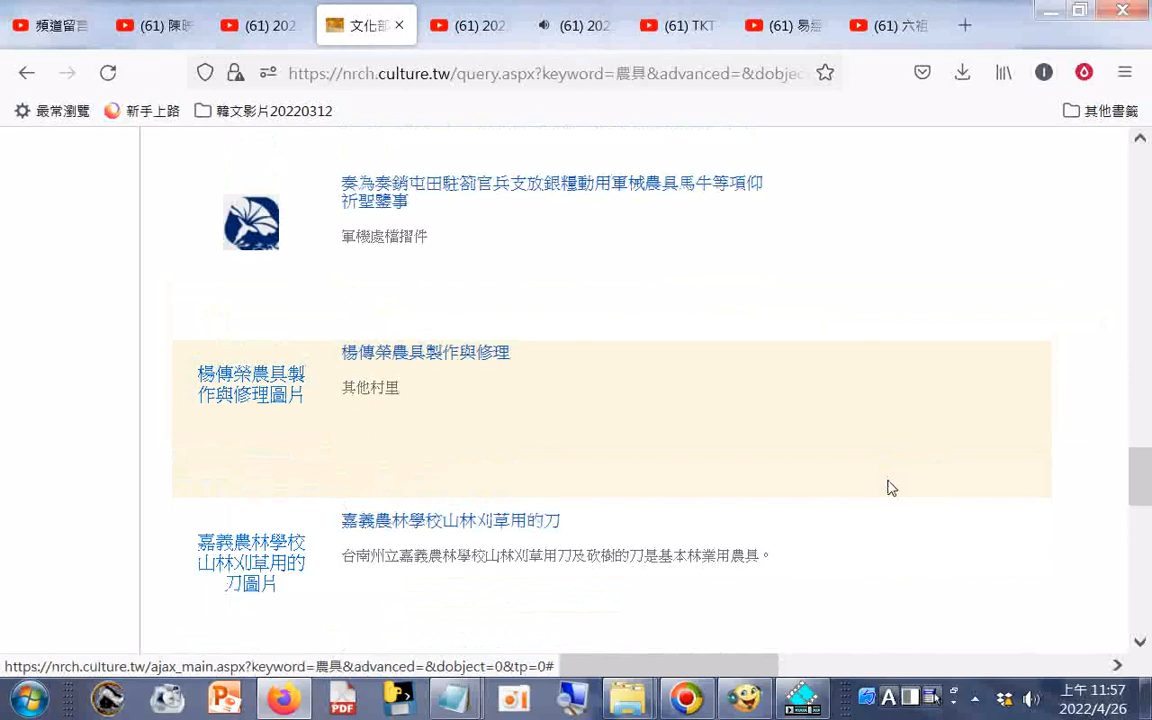 頻道留言
(61) 陳
(61) 202
文化部
(61) 202
(61) 202
(61) TKT
(61) 易
(61) 六祖
https://nrch.culture.tw/query.aspx?keyword=農具&advanced=&dobjec
最常瀏覽
新手上路
韓文影片20220312
其他書籤
奏為奏銷屯田駐劄官兵支放銀糧動用軍械農具馬牛等項仰
祈聖鑒事
軍機處檔摺件
楊傳榮農具製
作與修理圖片
楊傳榮農具製作與修理
其他村里
嘉義農林學校
山林刈草用的
刀圖片
嘉義農林學校山林刈草用的刀
台南州立嘉義農林學校山林刈草用刀及砍樹的刀是基本林業用農具。
https://nrch.culture.tw/ajax_main.aspx?keyword=農具&advanced=&dobject=0&tp=0#
PDF
A
上午 11:57
2022/4/26